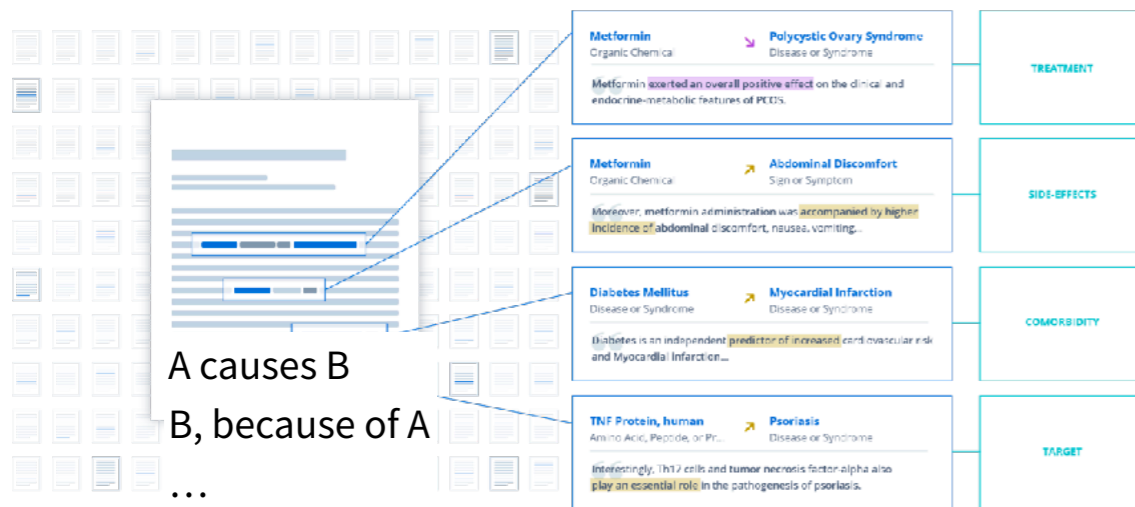 Metformin
Organic Chemical
Polycystic Ovary Syndrome
Disease or Syndrome
Metformin exerted an overall positive effect on the clinical and
endocrine-metabolic features of PCOS.
TREATMENT
Metformin
Organic Chemical
Abdominal Discomfort
Sign or Symptom
Moreover, metformin administration was accompanied by higher
incidence of abdominal discomfort, nausea, vomiting...
SIDE-EFFECTS
Diabetes Mellitus
Disease or Syndrome
Myocardial Infarction
Disease or Syndrome
Diabetes is an independent predictor of increased cardiovascular risk
and Myocardial Infarction...
COMORBIDITY
A causes B
B, because of A
...
TNF Protein, human
Amino Acid, Peptide, or Pr...
Psoriasis
Disease or Syndrome
Interestingly, Th17 cells and tumor necrosis factor-alpha also
play an essential role in the pathogenesis of psoriasis.
TARGET